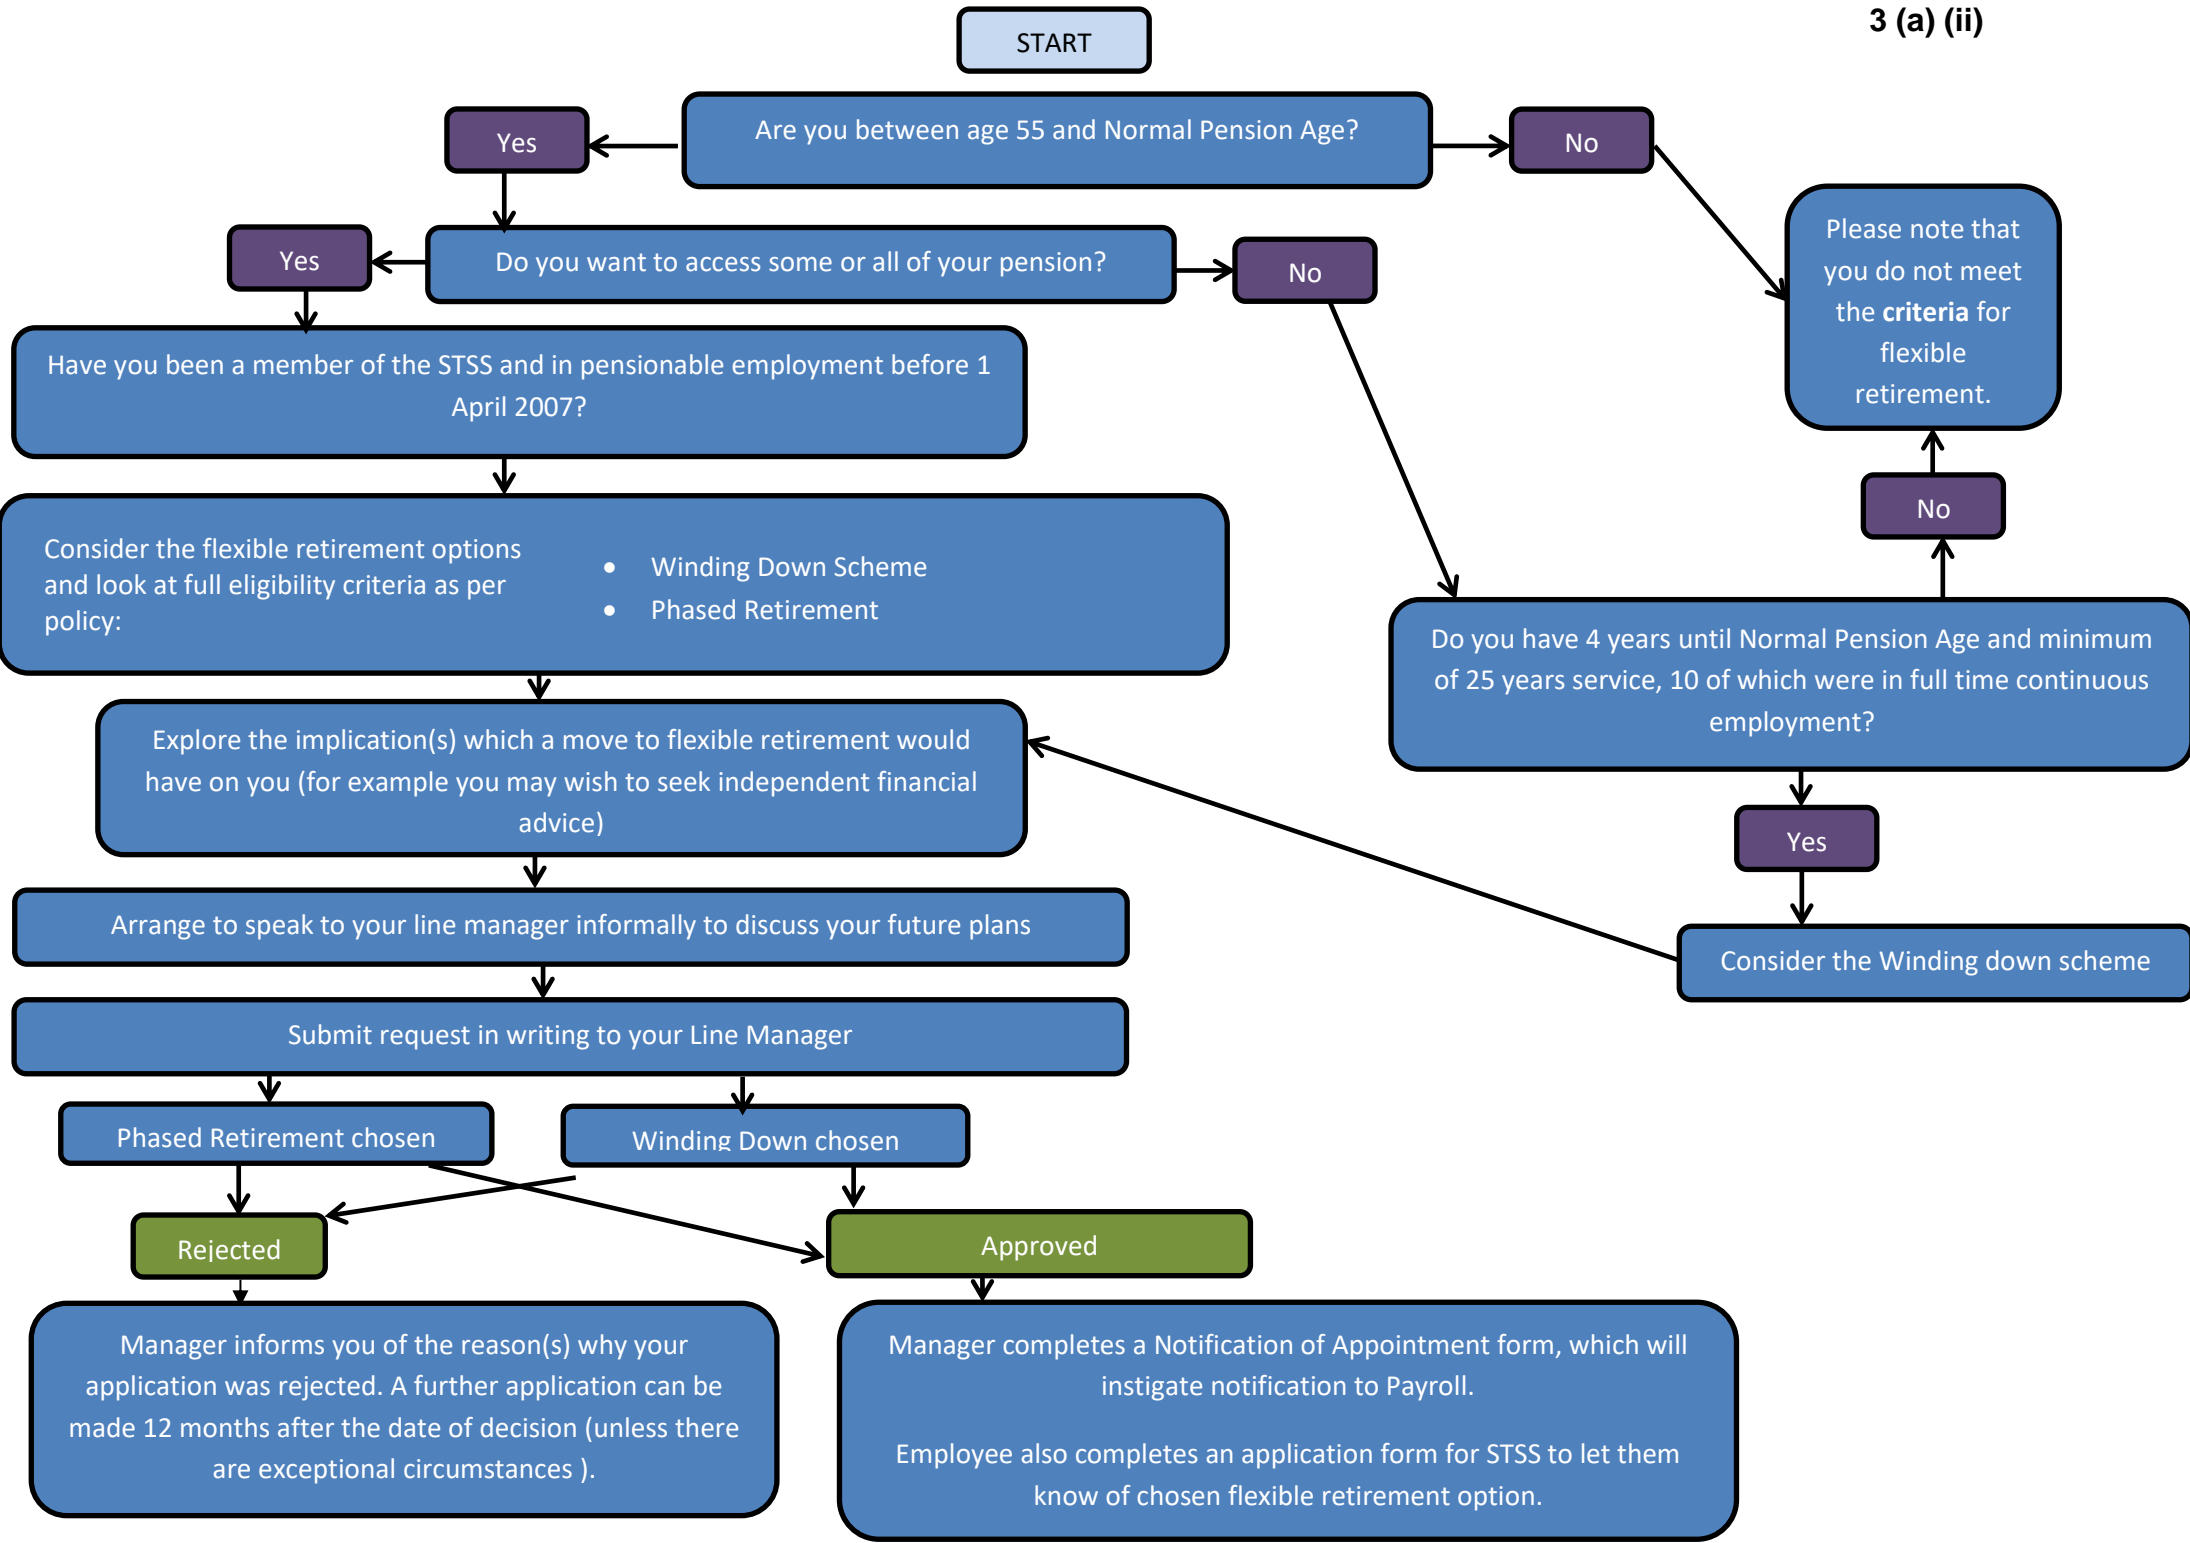 3 (a) (ii)
START
Are you between age 55 and Normal Pension Age?
Yes
No
Please note that
you do not meet
the criteria for
flexible
retirement.
Yes
Do you want to access some or all of your pension?
No
Have you been a member of the STSS and in pensionable employment before 1
April 2007?
No
Consider the flexible retirement options
and look at full eligibility criteria as per
policy:
• Winding Down Scheme
• Phased Retirement
Do you have 4 years until Normal Pension Age and minimum
of 25 years service, 10 of which were in full time continuous
employment?
Explore the implication(s) which a move to flexible retirement would
have on you (for example you may wish to seek independent financial
advice)
Yes
Arrange to speak to your line manager informally to discuss your future plans
Consider the Winding down scheme
Submit request in writing to your Line Manager
Phased Retirement chosen
Winding Down chosen
Rejected
Approved
Manager informs you of the reason(s) why your
application was rejected. A further application can be
made 12 months after the date of decision (unless there
are exceptional circumstances ).
Manager completes a Notification of Appointment form, which will
instigate notification to Payroll.
Employee also completes an application form for STSS to let them
know of chosen flexible retirement option.